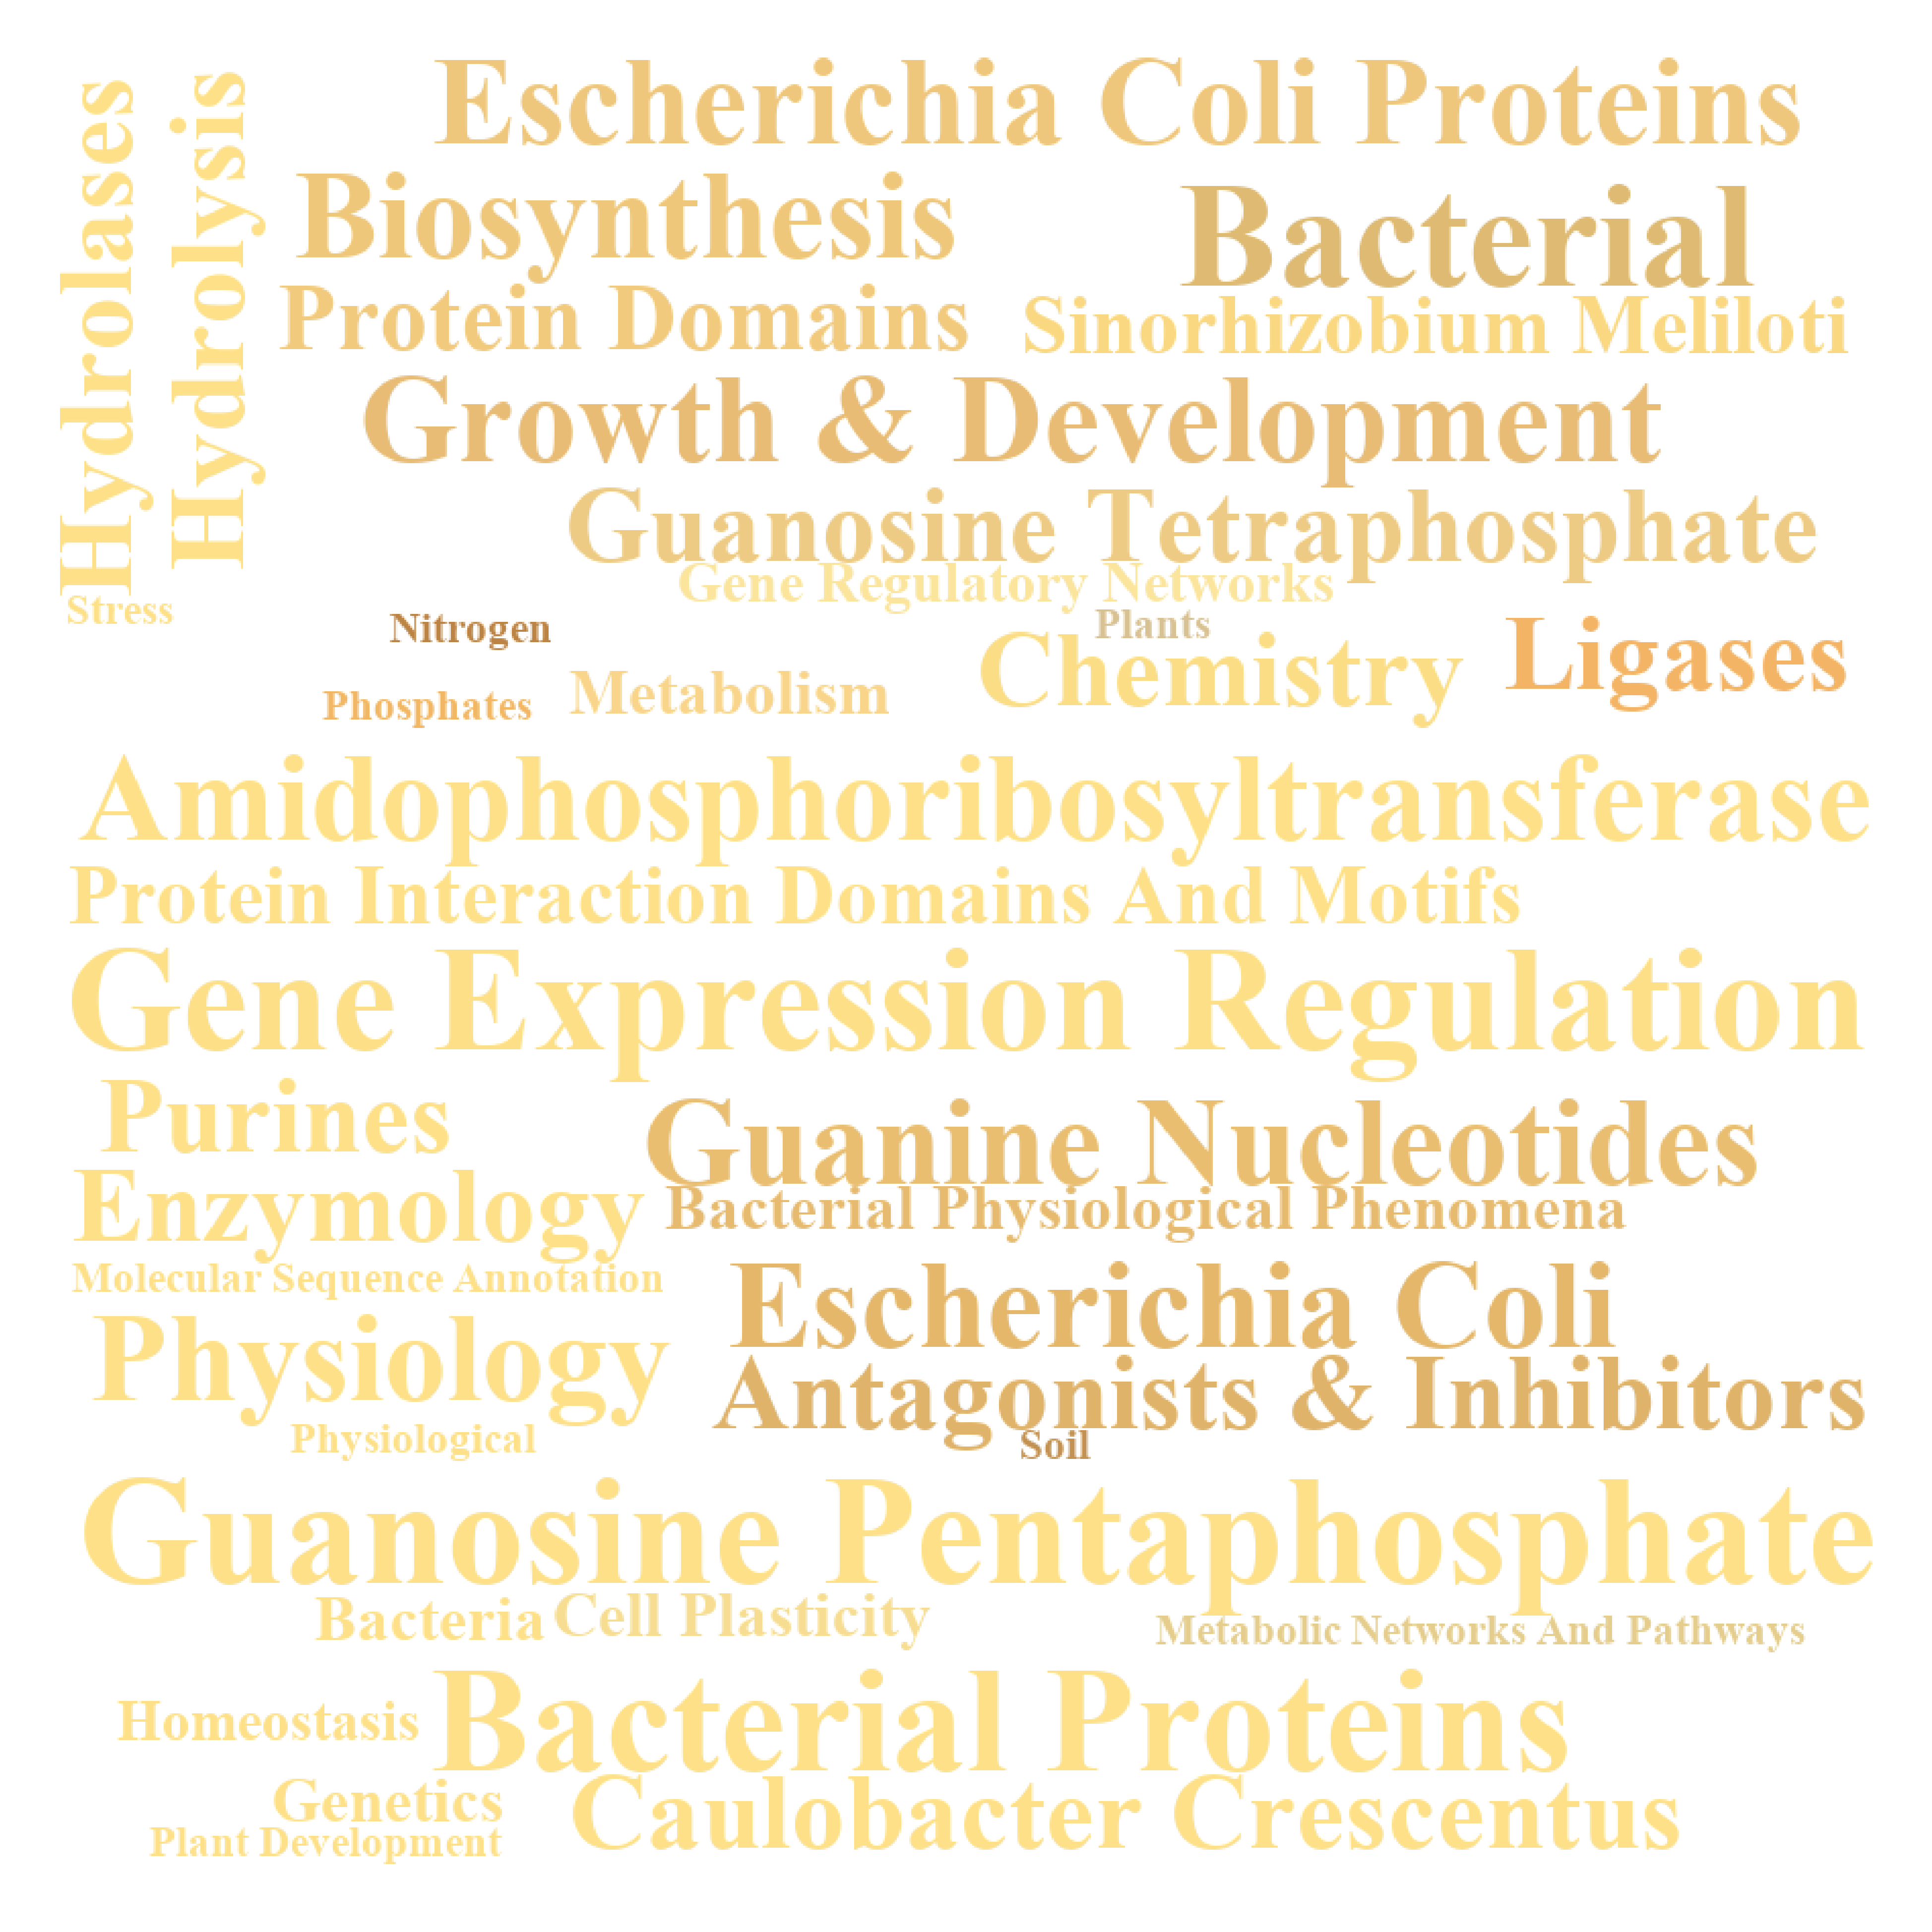 Hydrolases
Hydrolysis
Escherichia Coli Proteins
Biosynthesis
Bacterial
Protein Domains
Sinorhizobium Meliloti
Growth & Development
Guanosine Tetraphosphate
Gene Regulatory Networks
Stress
Nitrogen
Plants
Chemistry
Ligases
Phosphates
Metabolism
Amidophosphoribosyltransferase
Protein Interaction Domains And Motifs
Gene Expression Regulation
Purines
Guanine Nucleotides
Enzymology
Bacterial Physiological Phenomena
Molecular Sequence Annotation
Escherichia Coli
Physiology
Antagonists & Inhibitors
Physiological
Soil
Guanosine Pentaphosphate
Bacteria
Cell Plasticity
Metabolic Networks And Pathways
Homeostasis
Bacterial Proteins
Genetics
Caulobacter Crescentus
Plant Development